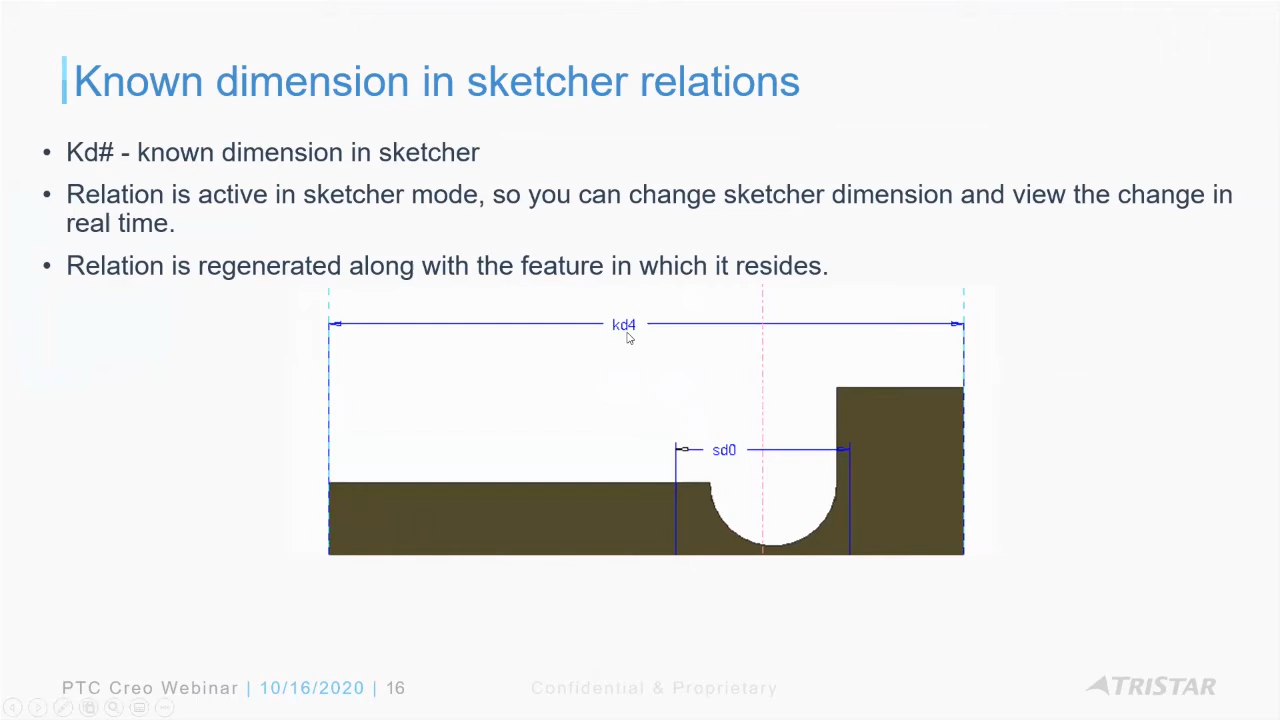 Known dimension in sketcher relations
• Kd# - known dimension in sketcher
• Relation is active in sketcher mode, so you can change sketcher dimension and view the change in
real time.
• Relation is regenerated along with the feature in which it resides.
kd4
sd0
PTC Creo Webinar | 10/16/2020 | 16
Confidential & Proprietary
TRISTAR